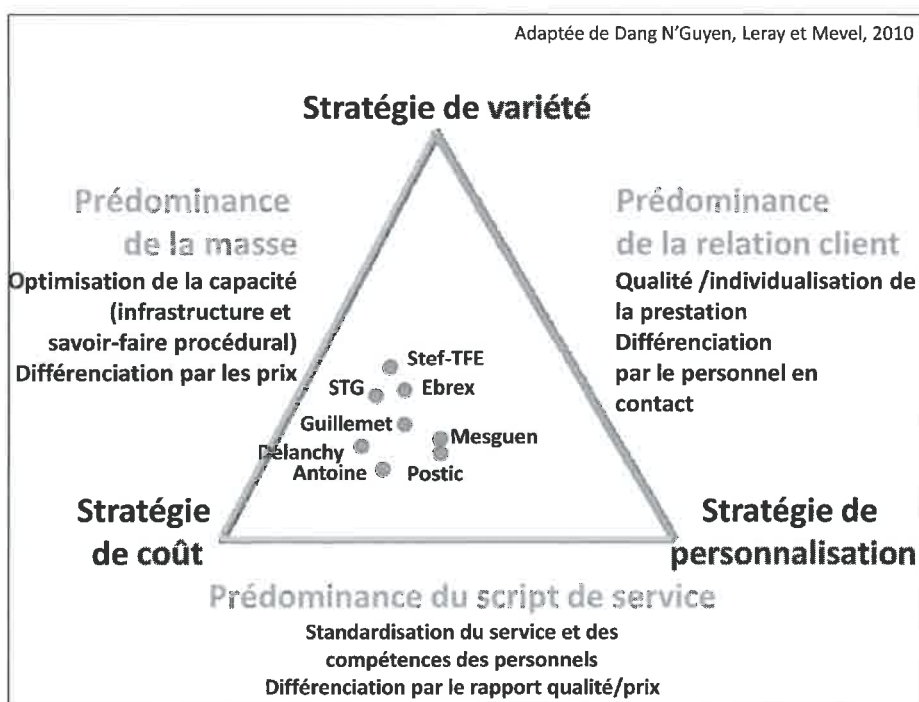 Adaptée de Dang N'Guyen, Leray et Mevel, 2010
Stratégie de variété
Prédominance
de la masse
Optimisation de la capacité
(infrastructure et
savoir-faire procédural)
Différenciation par les prix
Prédominance
de la relation client
Qualité /individualisation de
la prestation
Différenciation
par le personnel en
contact
Stef-TFE
STG
Ebrex
Guillemet
Mesguen
Délanchy
Antoine
Postic
Stratégie
de coût
Stratégie de
personnalisation
Prédominance du script de service
Standardisation du service et des
compétences des personnels
Différenciation par le rapport qualité/prix